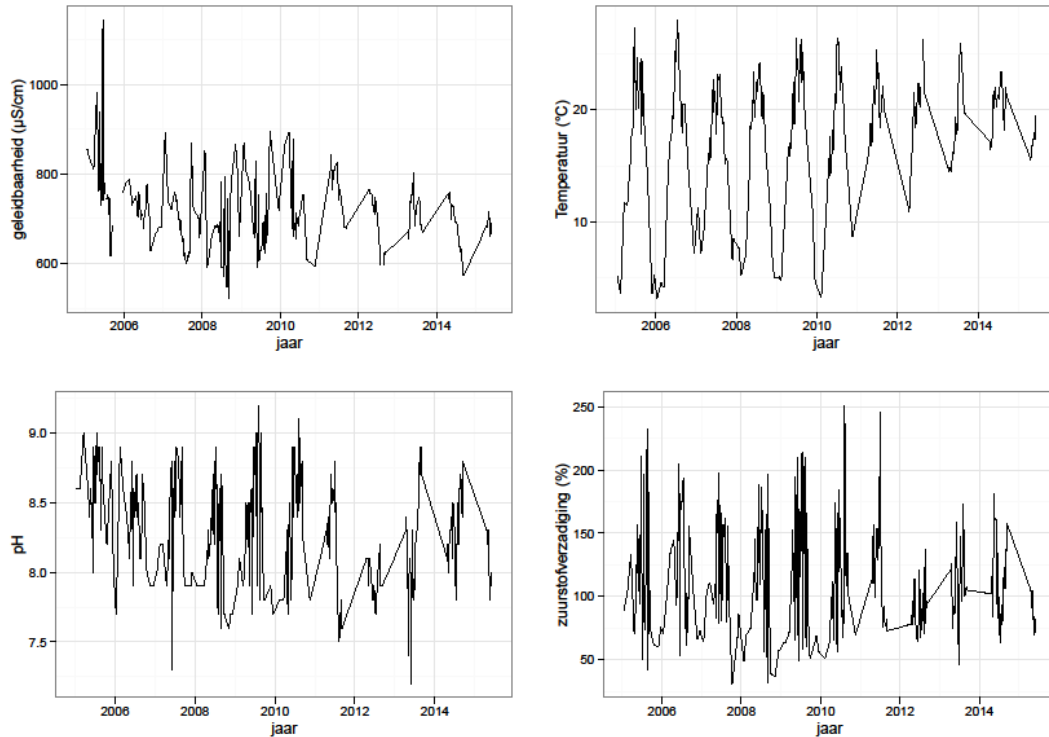 geleidbaarheid (µS/cm)
1000
800
600
2006 2008 2010 2012 2014
jaar
Temperatuur (°C)
20
10
2006 2008 2010 2012 2014
jaar
pH
9.0
8.5
8.0
7.5
2006 2008 2010 2012 2014
jaar
zuurstofverzadiging (%)
250
200
150
100
50
2006 2008 2010 2012 2014
jaar